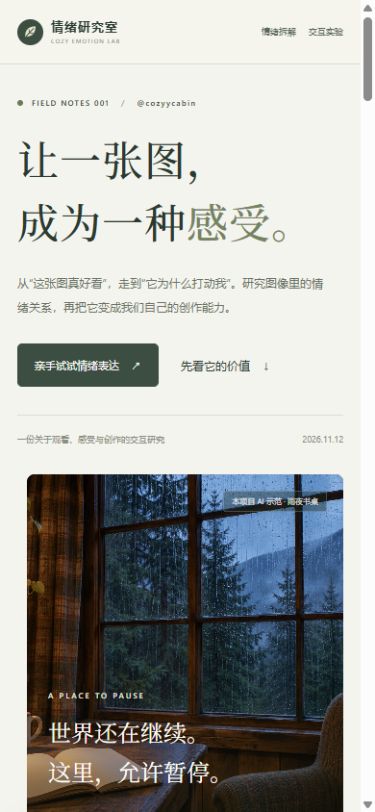 情绪研究室
COZY EMOTION LAB
情绪拆解 交互实验
FIELD NOTES 001 / @cozyycabin
让一张图，
成为一种感受。
从“这张图真好看”，走到“它为什么打动我”。研究图像里的情
绪关系，再把它变成我们自己的创作能力。
亲手试试情绪表达 ↗ 先看它的价值 ↓
一份关于观看、感受与创作的交互研究 2026.11.12
本项目 AI 示范 · 雨夜书桌
A PLACE TO PAUSE
世界还在继续。
这里，允许暂停。